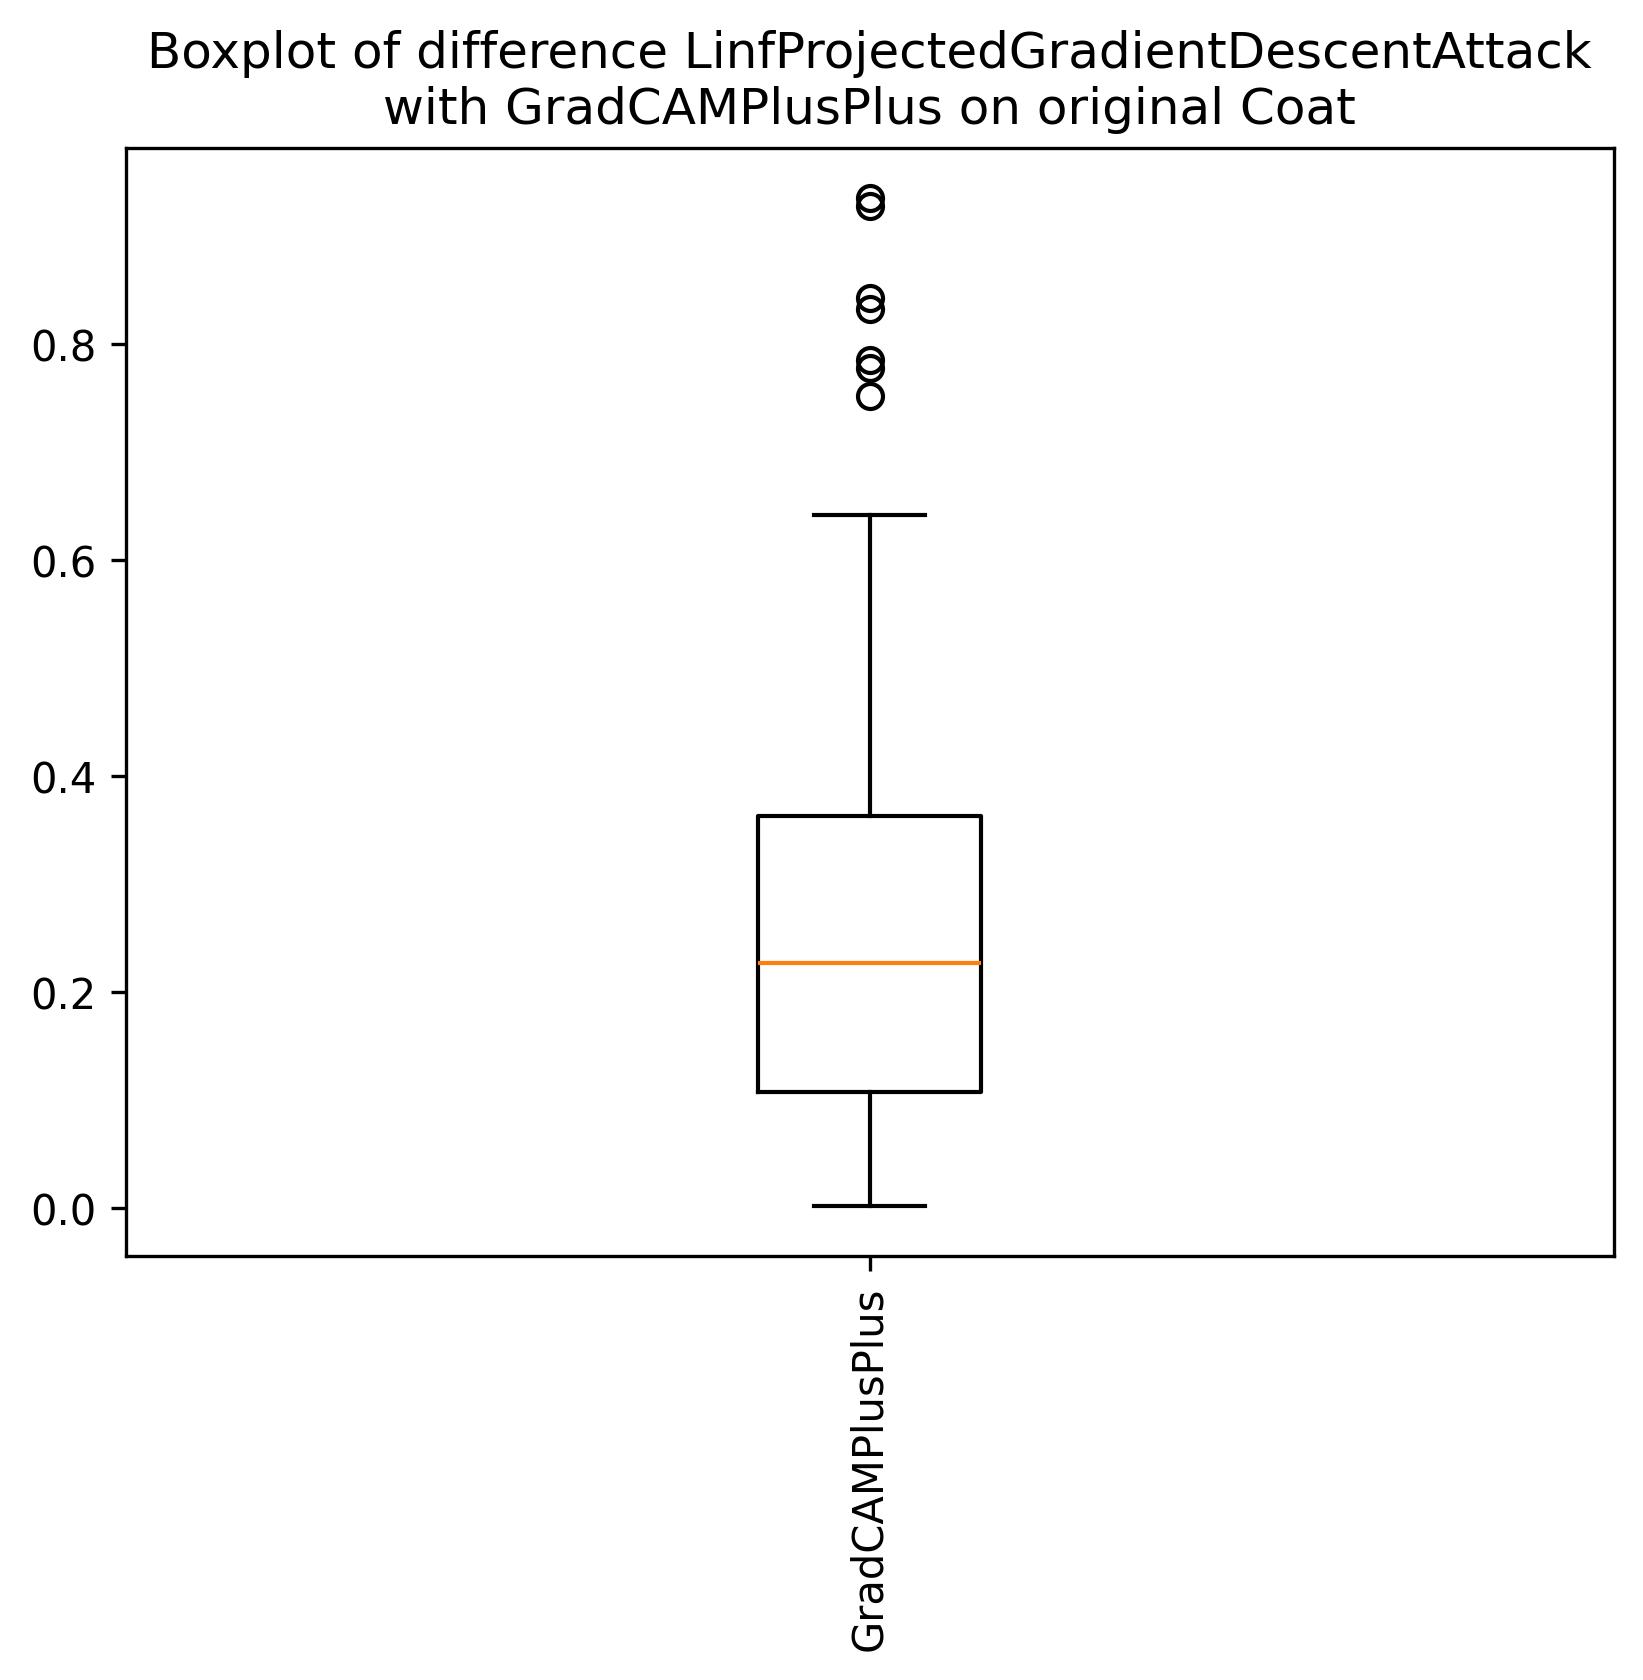 Boxplot of difference LinfProjectedGradientDescentAttack
with GradCAMPlusPlus on original Coat
0.8
0.6
0.4
0.2
0.0
GradCAMPlusPlus